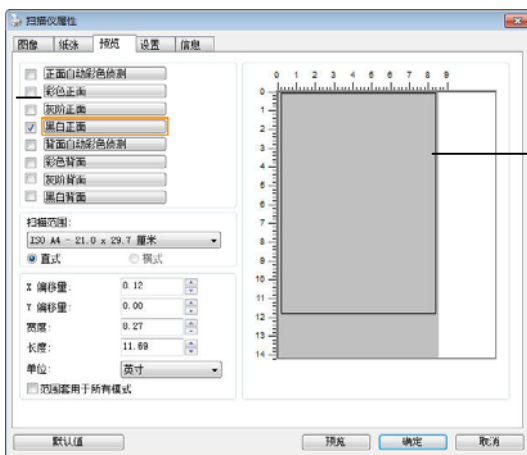 扫描仪属性
图像 纸张 预览 设置 信息
正面自动彩色侦测
彩色正面
灰阶正面
黑白正面
背面自动彩色侦测
彩色背面
灰阶背面
黑白背面
扫描范围:
ISO A4 - 21.0 x 29.7 厘米
直式 横式
X 偏移量: 0.12
Y 偏移量: 0.00
宽度: 8.27
长度: 11.69
单位: 英寸
范围套用于所有模式
0 1 2 3 4 5 6 7 8 9
0
1
2
3
4
5
6
7
8
9
10
11
12
13
14
默认值 预览 确定 取消